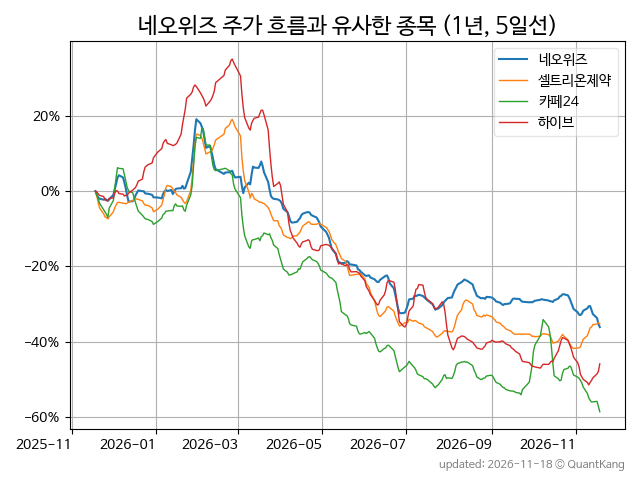 네오위즈 주가 흐름과 유사한 종목 (1년, 5일선)
네오위즈
셀트리온제약
카페24
하이브
20%
0%
−20%
−40%
−60%
2025-11
2026-01
2026-03
2026-05
2026-07
2026-09
2026-11
updated: 2026-11-18 © QuantKang